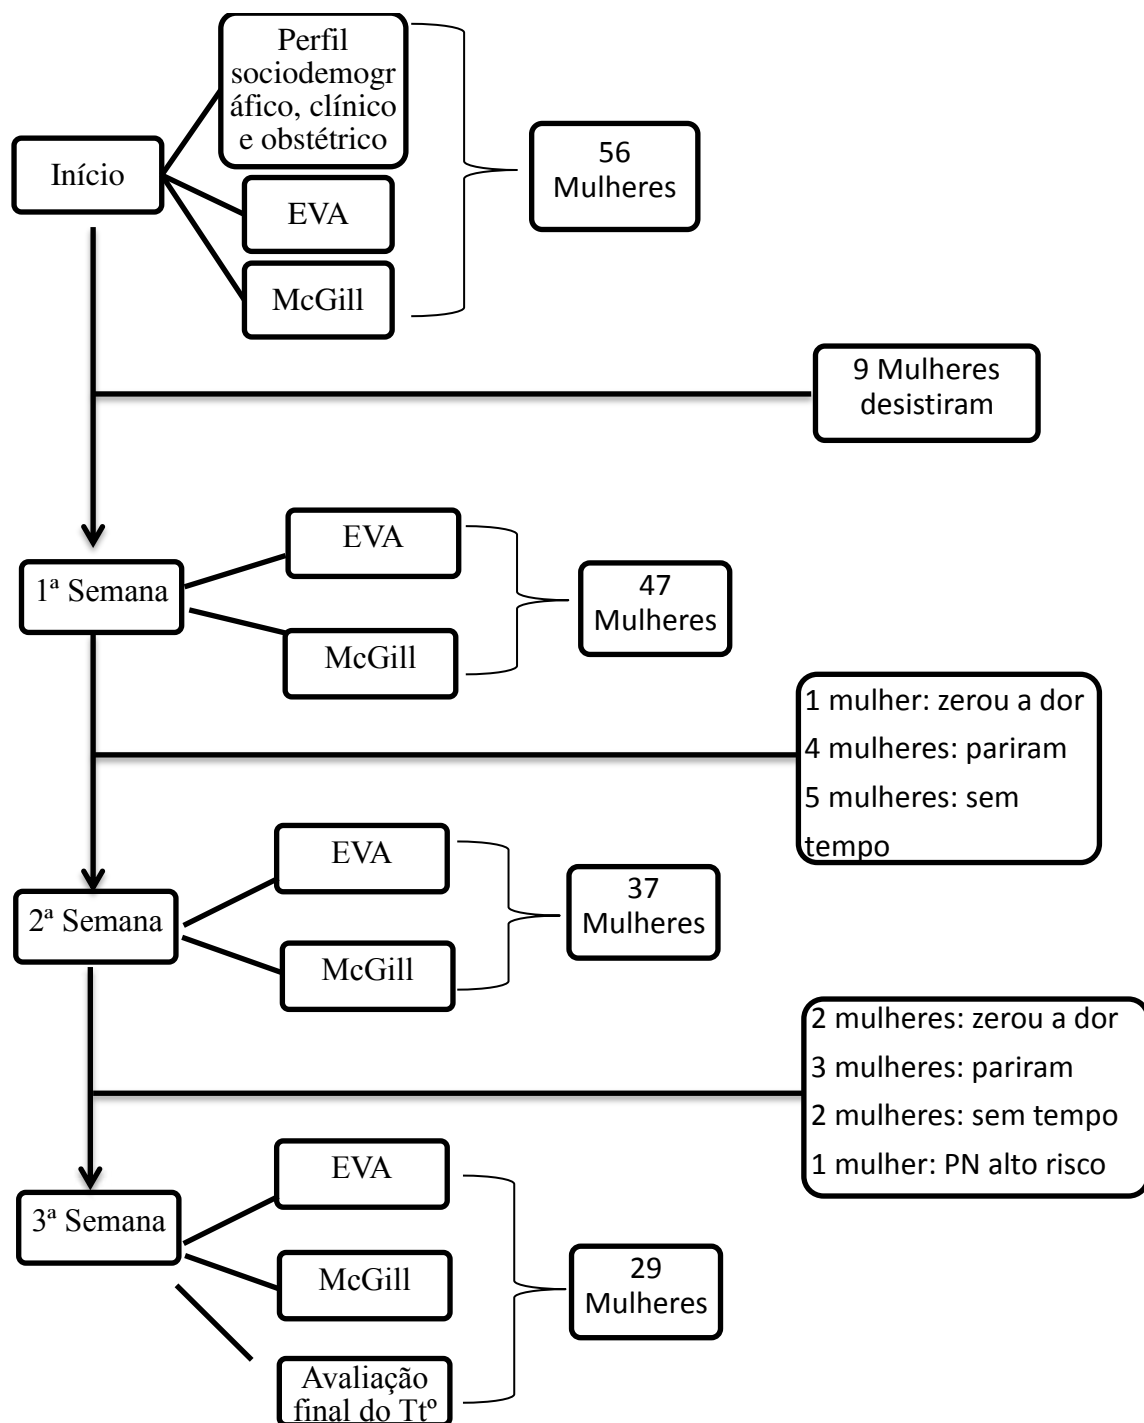 Perfil
sociodemogr
áfico, clínico
e obstétrico
Início
EVA
McGill
56
Mulheres
9 Mulheres
desistiram
1ª Semana
EVA
McGill
47
Mulheres
1 mulher: zerou a dor
4 mulheres: pariram
5 mulheres: sem
tempo
2ª Semana
EVA
McGill
37
Mulheres
2 mulheres: zerou a dor
3 mulheres: pariram
2 mulheres: sem tempo
1 mulher: PN alto risco
3ª Semana
EVA
McGill
Avaliação
final do Ttº
29
Mulheres